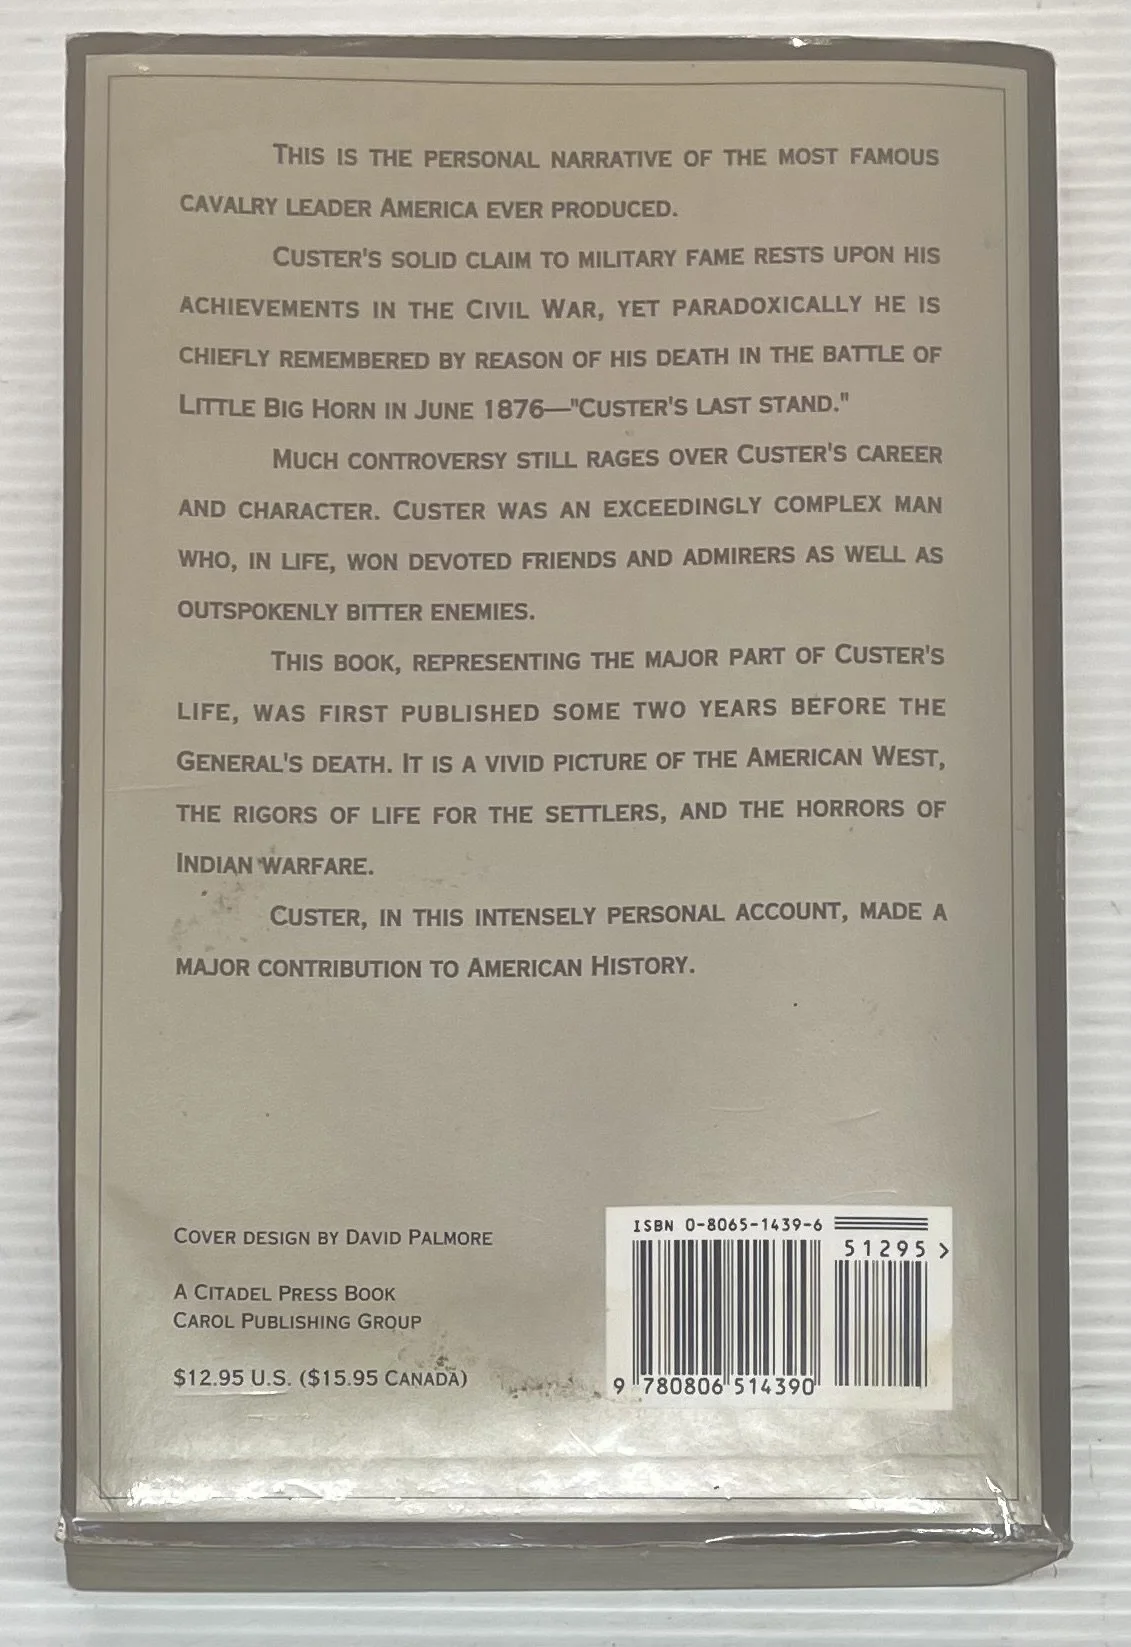 THIS IS THE PERSONAL NARRATIVE OF THE MOST FAMOUS
CAVALRY LEADER AMERICA EVER PRODUCED.
CUSTER'S SOLID CLAIM TO MILITARY FAME RESTS UPON HIS
ACHIEVEMENTS IN THE CIVIL WAR, YET PARADOXICALLY HE IS
CHIEFLY REMEMBERED BY REASON OF HIS DEATH IN THE BATTLE OF
LITTLE BIG HORN IN JUNE 1876—"CUSTER'S LAST STAND."
MUCH CONTROVERSY STILL RAGES OVER CUSTER'S CAREER
AND CHARACTER. CUSTER WAS AN EXCEEDINGLY COMPLEX MAN
WHO, IN LIFE, WON DEVOTED FRIENDS AND ADMIRERS AS WELL AS
OUTSPOKENLY BITTER ENEMIES.
THIS BOOK, REPRESENTING THE MAJOR PART OF CUSTER'S
LIFE, WAS FIRST PUBLISHED SOME TWO YEARS BEFORE THE
GENERAL'S DEATH. IT IS A VIVID PICTURE OF THE AMERICAN WEST,
THE RIGORS OF LIFE FOR THE SETTLERS, AND THE HORRORS OF
INDIAN WARFARE.
CUSTER, IN THIS INTENSELY PERSONAL ACCOUNT, MADE A
MAJOR CONTRIBUTION TO AMERICAN HISTORY.
COVER DESIGN BY DAVID PALMORE
A CITADEL PRESS BOOK
CAROL PUBLISHING GROUP
$12.95 U.S. ($15.95 CANADA)
ISBN 0-8065-1439-6
51295 >
9 780806 514390